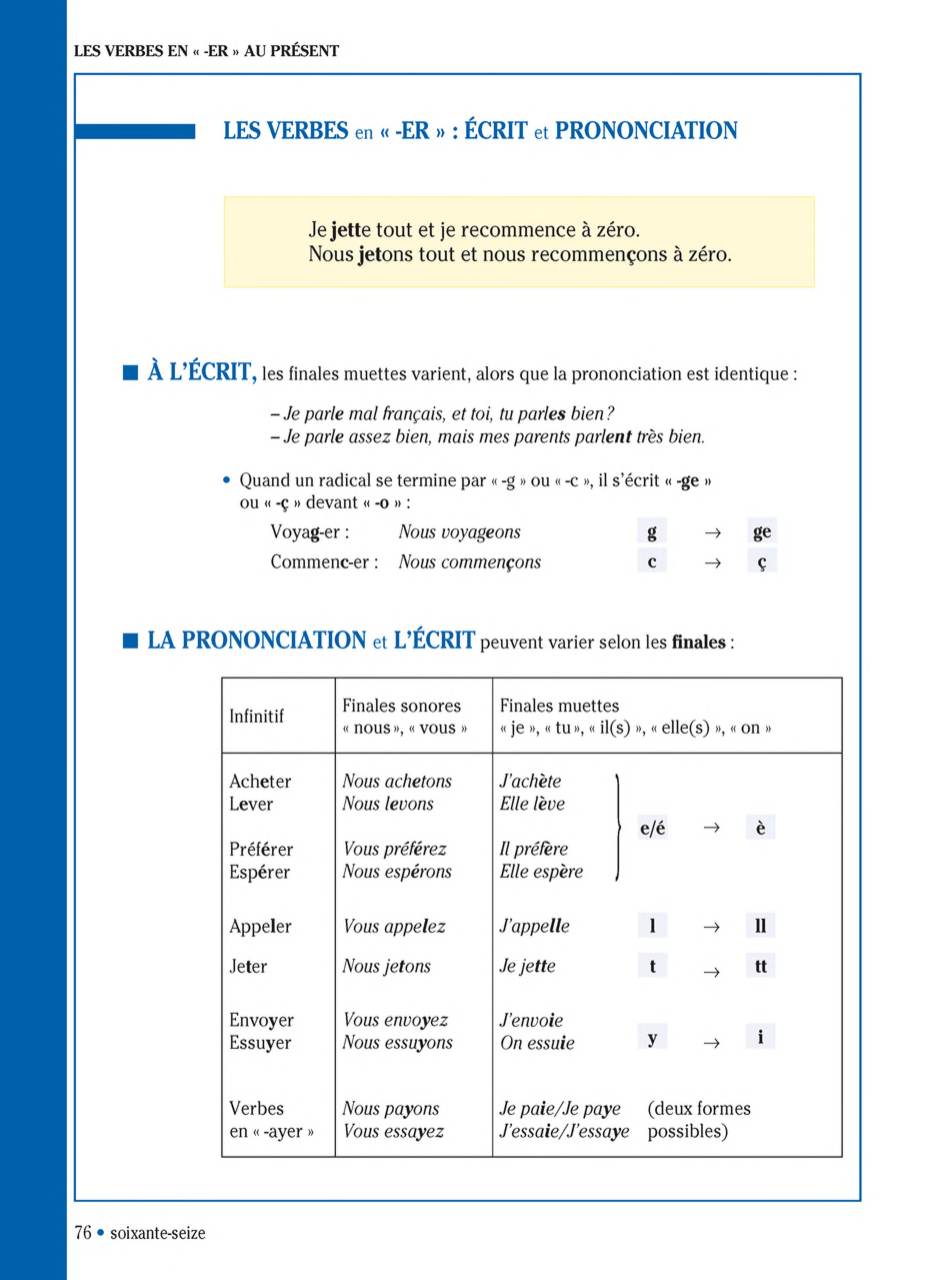 LES VERBES EN « -ER » AU PRÉSENT
LES VERBES en « -ER » : ÉCRIT et PRONONCIATION
Je jette tout et je recommence à zéro.
Nous jetons tout et nous recommençons à zéro.
■ À L'ÉCRIT, les finales muettes varient, alors que la prononciation est identique :
– Je parle mal français, et toi, tu parles bien ?
– Je parle assez bien, mais mes parents parlent très bien.
• Quand un radical se termine par « -g » ou « -c », il s'écrit « -ge »
ou « -ç » devant « -o » :
Voyag-er : Nous voyageons g → ge
Commenc-er : Nous commençons c → ç
■ LA PRONONCIATION et L'ÉCRIT peuvent varier selon les finales :
Infinitif
Finales sonores
« nous », « vous »
Finales muettes
« je », « tu », « il(s) », « elle(s) », « on »
Acheter Nous achetons J'achète
Lever Nous levons Elle lève
e/é → è
Préférer Vous préférez Il préfère
Espérer Nous espérons Elle espère
Appeler Vous appelez J'appelle l → ll
Jeter Nous jetons Je jette t → tt
Envoyer Vous envoyez J'envoie
Essuyer Nous essuyons On essuie y → i
Verbes Nous payons Je paie/Je paye (deux formes
en « -ayer » Vous essayez J'essaie/J'essaye possibles)
76 • soixante-seize